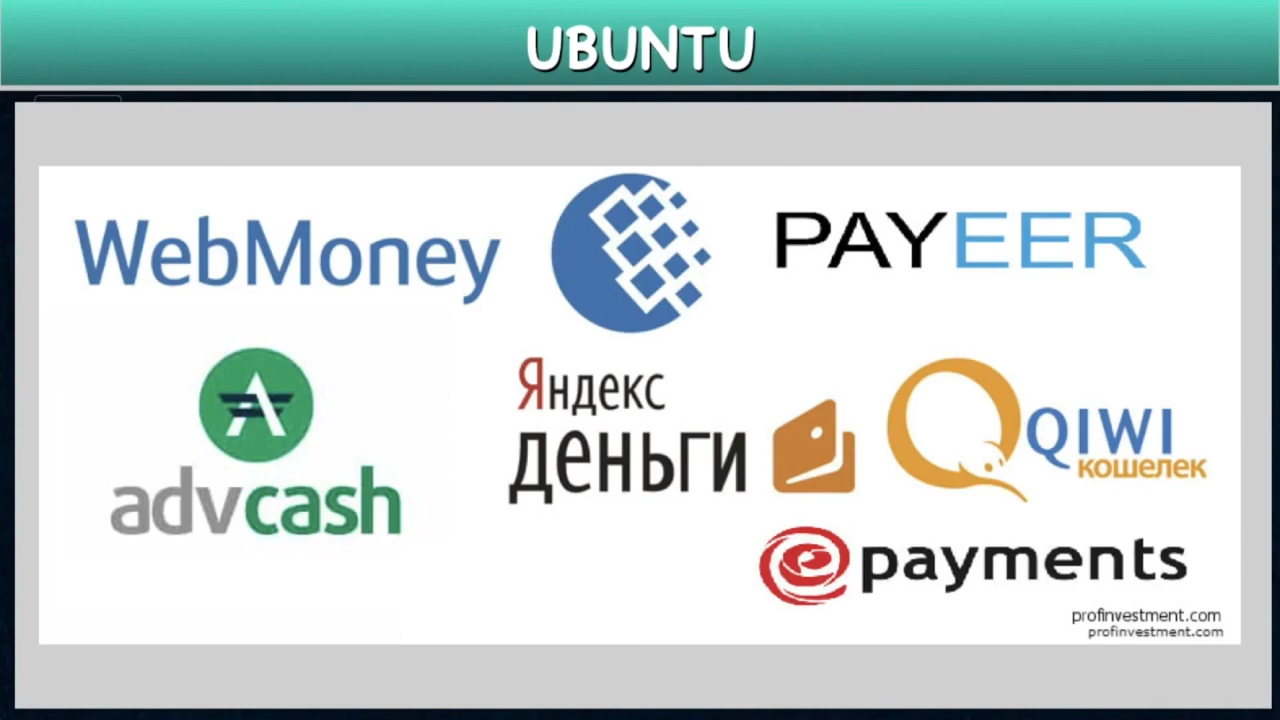 UBUNTU
WebMoney
PAYEER
advcash
Яндекс
деньги
QIWI
кошелек
payments
profinvestment.com
profinvestment.com